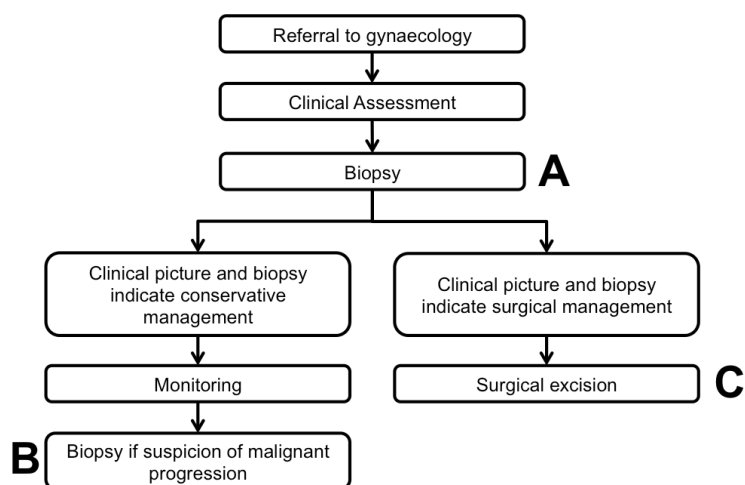 Referral to gynaecology
Clinical Assessment
Biopsy
A
Clinical picture and biopsy
indicate conservative
management
Clinical picture and biopsy
indicate surgical management
Monitoring
Surgical excision
C
B
Biopsy if suspicion of malignant
progression